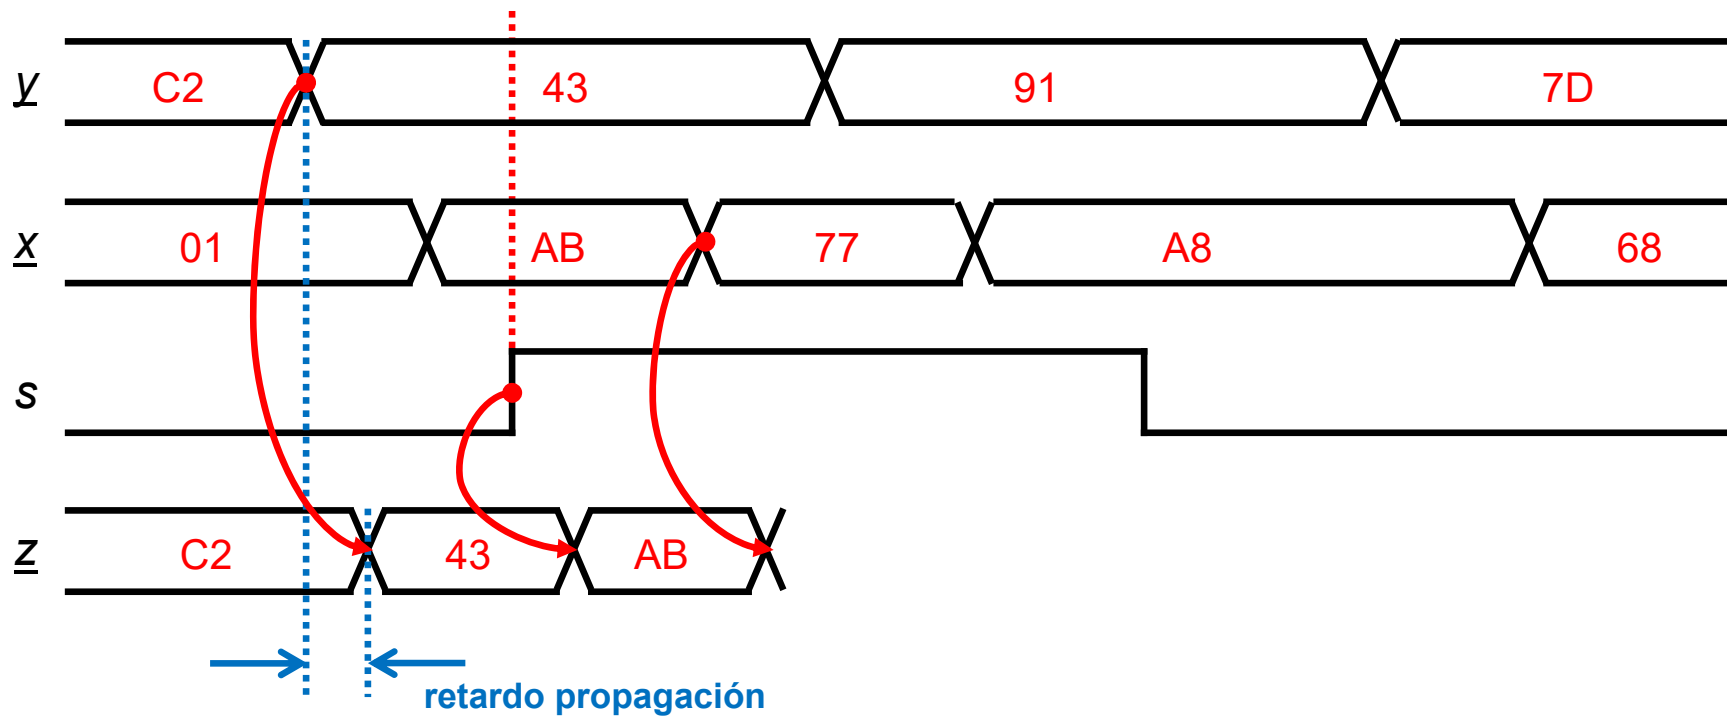 y C2 43 91 7D
x 01 AB 77 A8 68
s
z C2 43 AB
retardo propagación